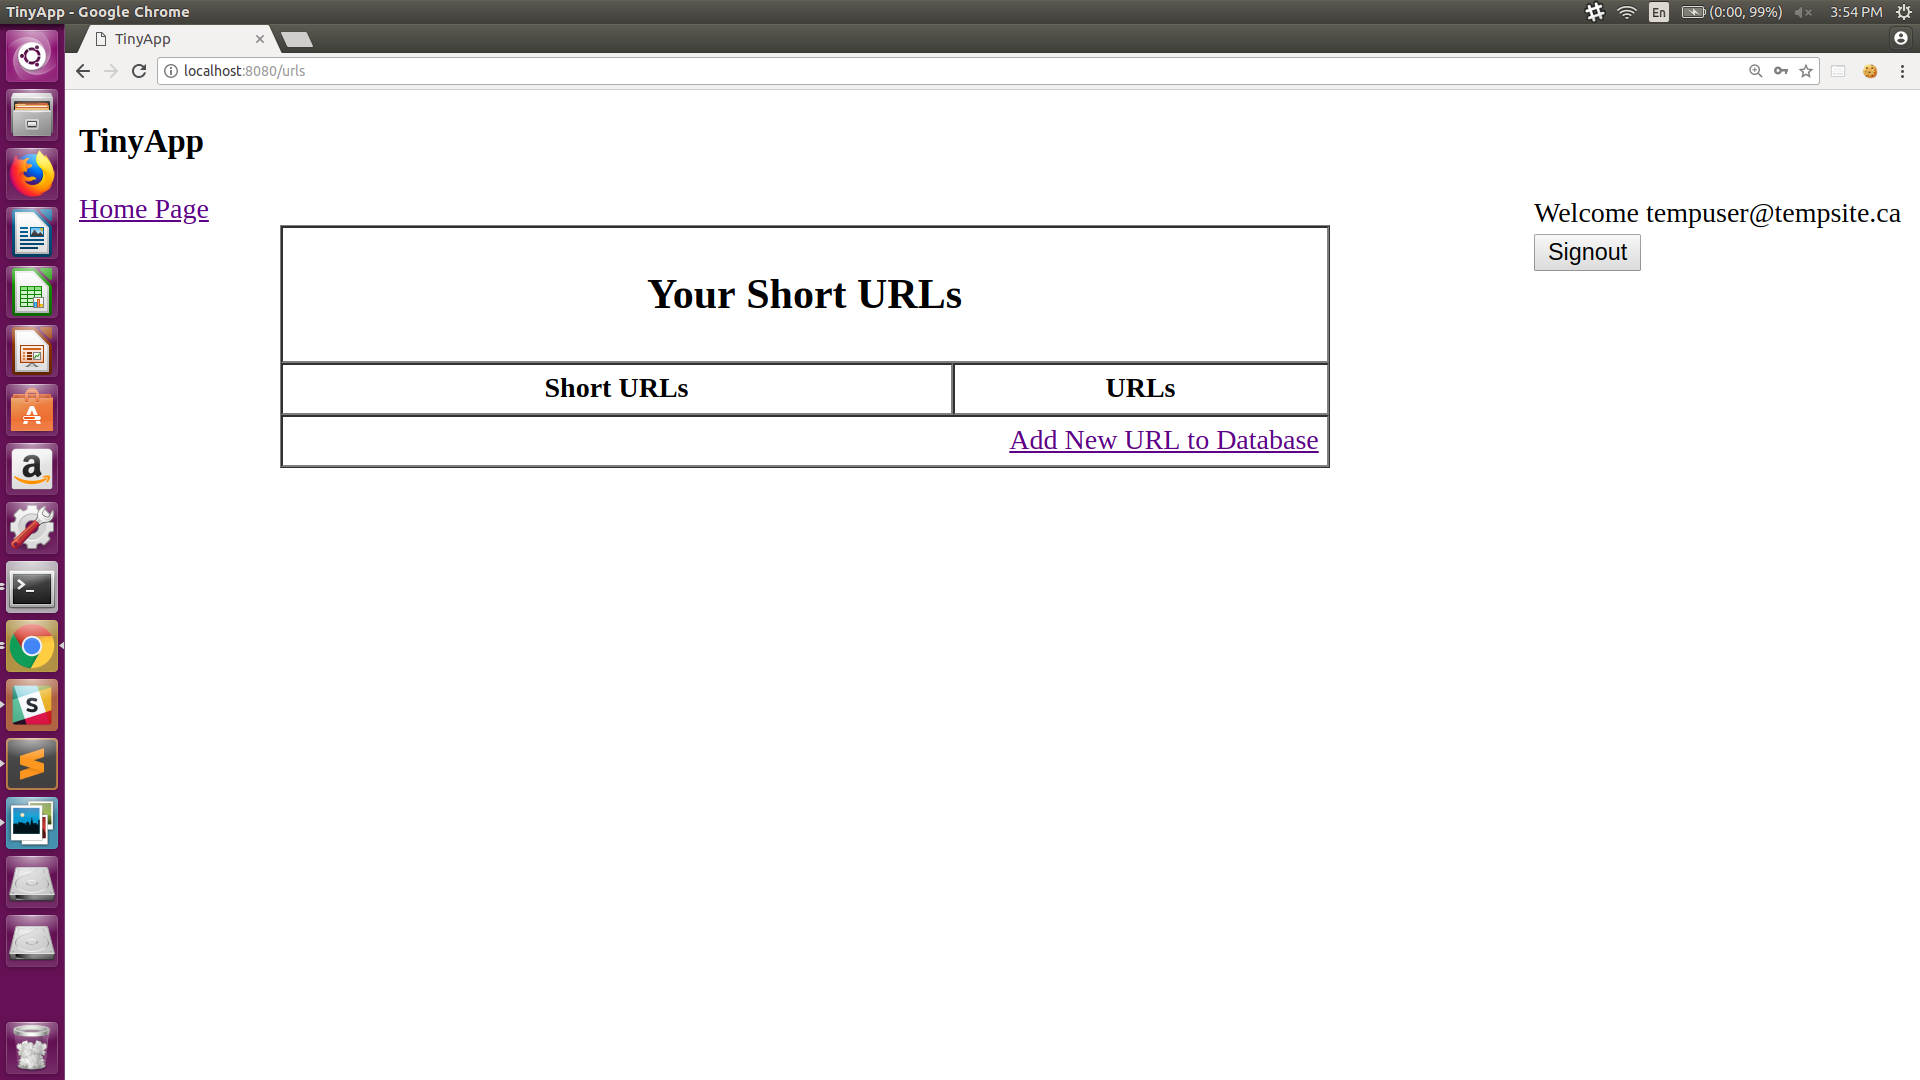 TinyApp - Google Chrome
En
(0:00, 99%)
3:54 PM
TinyApp
localhost:8080/urls
TinyApp
Home Page
Welcome tempuser@tempsite.ca
Signout
Your Short URLs
Short URLs
URLs
Add New URL to Database